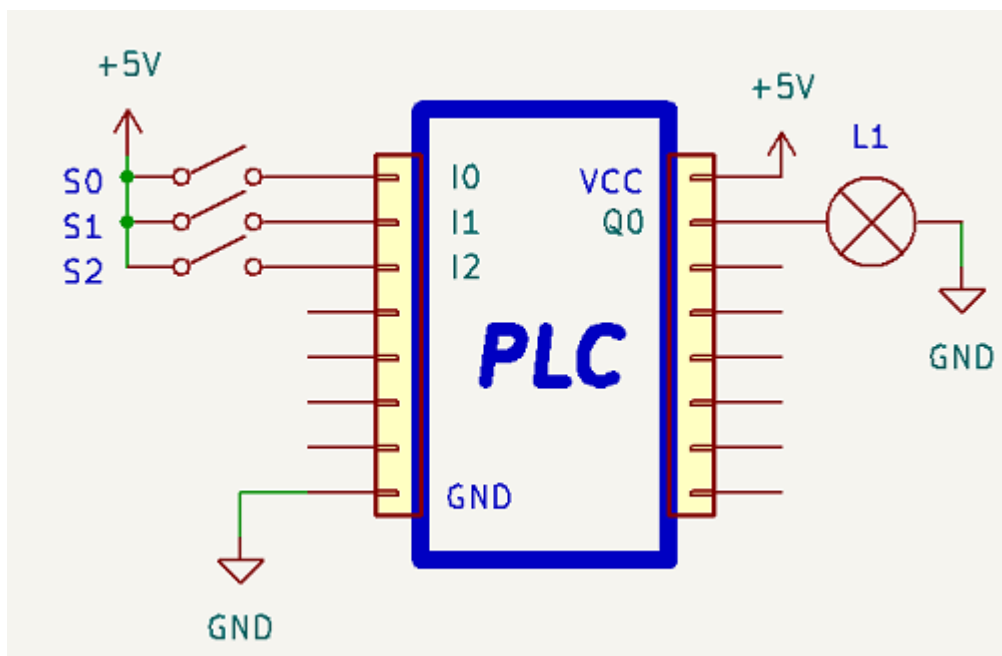 +5V
S0
S1
S2
I0
I1
I2
PLC
GND
GND
VCC
Q0
+5V
L1
GND